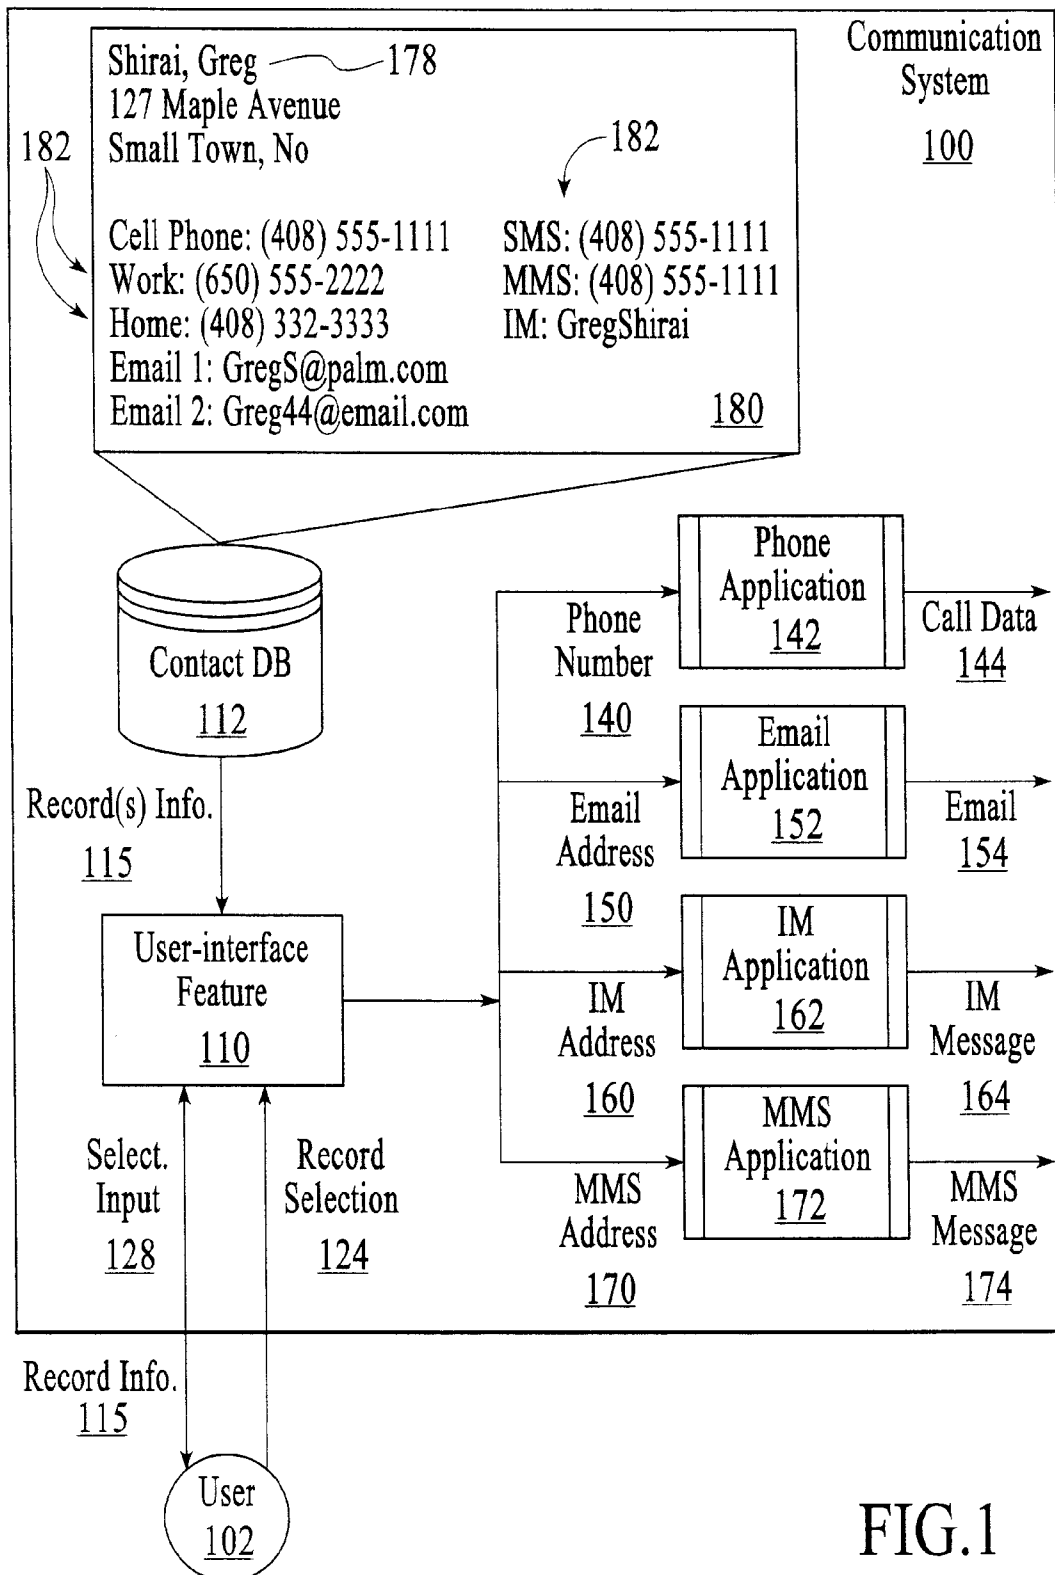 Communication
System
100
Shirai, Greg
178
127 Maple Avenue
Small Town, No
182
182
Cell Phone: (408) 555-1111
Work: (650) 555-2222
Home: (408) 332-3333
Email 1: GregS@palm.com
Email 2: Greg44@email.com
SMS: (408) 555-1111
MMS: (408) 555-1111
IM: GregShirai
180
Contact DB
112
Record(s) Info.
115
User-interface
Feature
110
Select.
Input
128
Record
Selection
124
Record Info.
115
User
102
Phone
Number
140
Phone
Application
142
Call Data
144
Email
Address
150
Email
Application
152
Email
154
IM
Address
160
IM
Application
162
IM
Message
164
MMS
Address
170
MMS
Application
172
MMS
Message
174
FIG.1